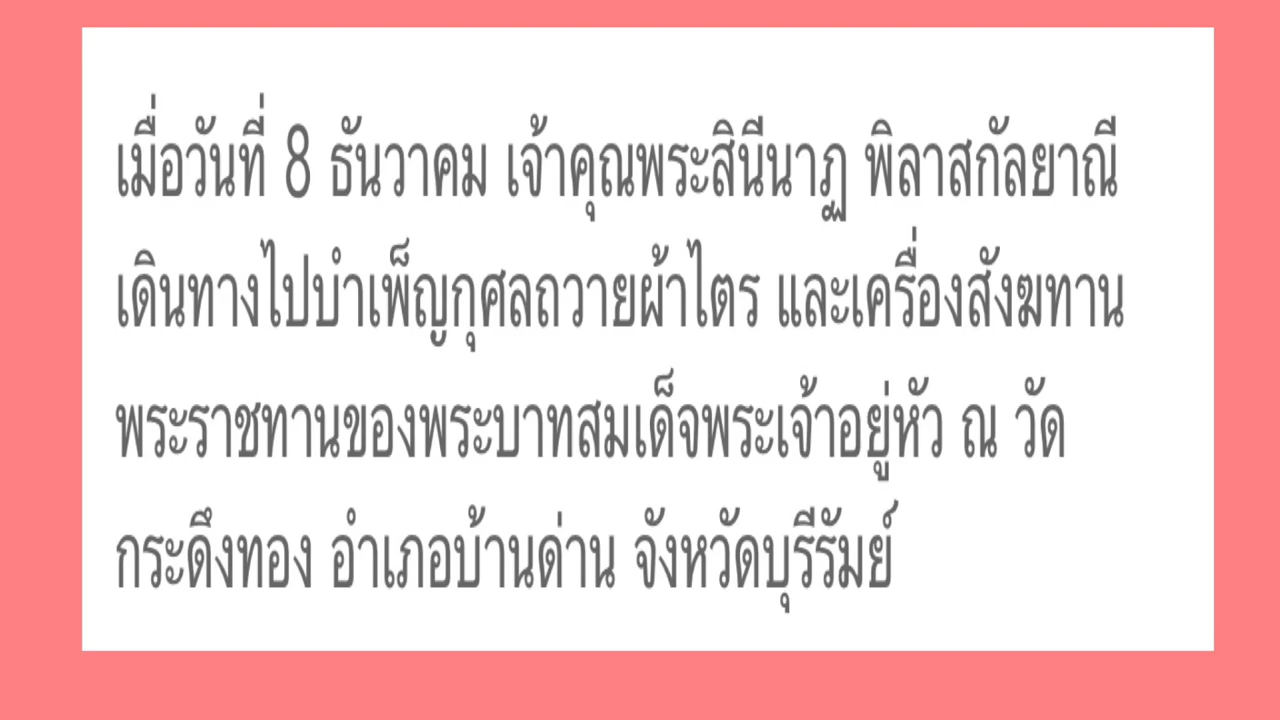 เมื่อวันที่ 8 ธันวาคม เจ้าคุณพระสินีนาฏ พิลาสกัลยาณี
เดินทางไปบำเพ็ญกุศลถวายผ้าไตร และเครื่องสังฆทาน
พระราชทานของพระบาทสมเด็จพระเจ้าอยู่หัว ณ วัด
กระดึงทอง อำเภอบ้านด่าน จังหวัดบุรีรัมย์